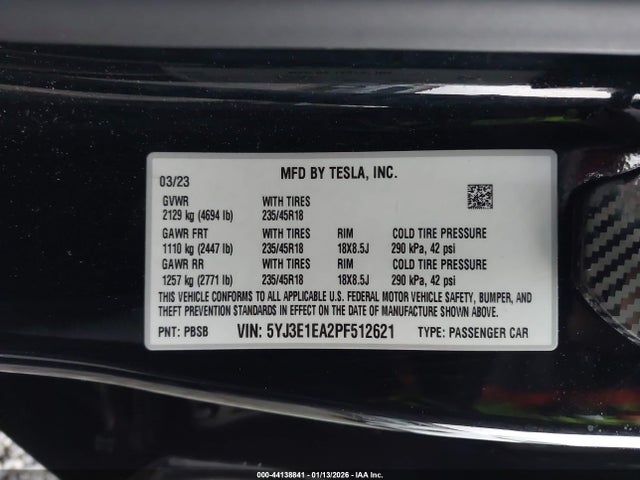 03/23 MFD BY TESLA, INC.
GVWR WITH TIRES
2129 kg (4694 lb) 235/45R18
GAWR FRT WITH TIRES RIM COLD TIRE PRESSURE
1110 kg (2447 lb) 235/45R18 18X8.5J 290 kPa, 42 psi
GAWR RR WITH TIRES RIM COLD TIRE PRESSURE
1257 kg (2771 lb) 235/45R18 18X8.5J 290 kPa, 42 psi
THIS VEHICLE CONFORMS TO ALL APPLICABLE U.S. FEDERAL MOTOR VEHICLE SAFETY, BUMPER, AND
THEFT PREVENTION STANDARDS IN EFFECT ON THE DATE OF MANUFACTURE SHOWN ABOVE.
PNT: PBSB VIN: 5YJ3E1EA2PF512621 TYPE: PASSENGER CAR
000-44138841 - 01/13/2026 - IAA Inc.